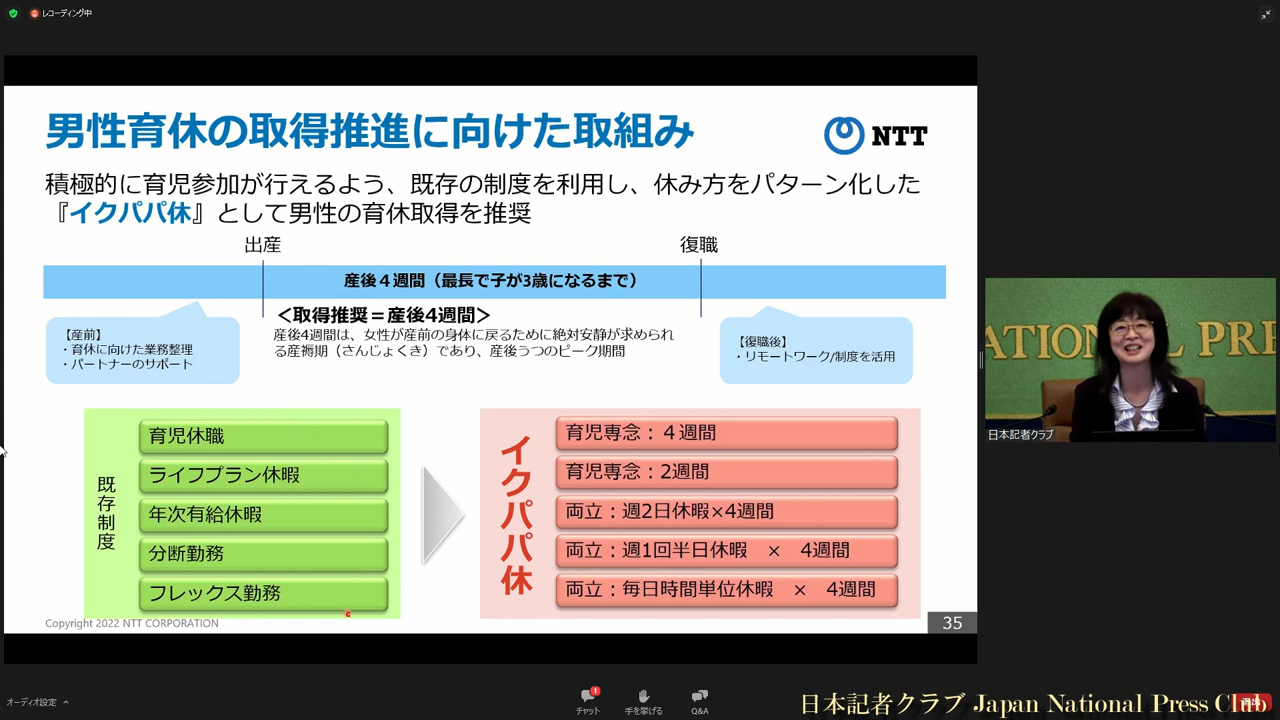 レコーディング中
男性育休の取得推進に向けた取組み
NTT
積極的に育児参加が行えるよう、既存の制度を利用し、休み方をパターン化した
『イクパパ休』として男性の育休取得を推奨
出産
復職
産後４週間（最長で子が3歳になるまで）
＜取得推奨＝産後4週間＞
産後4週間は、女性が産前の身体に戻るために絶対安静が求められ
る産褥期（さんじょくき）であり、産後うつのピーク期間
【産前】
・育休に向けた業務整理
・パートナーのサポート
【復職後】
・リモートワーク/制度を活用
既存制度
育児休職
ライフプラン休暇
年次有給休暇
分断勤務
フレックス勤務
イクパパ休
育児専念：４週間
育児専念：2週間
両立：週2日休暇×4週間
両立：週1回半日休暇　×　4週間
両立：毎日時間単位休暇　×　4週間
Copyright 2022 NTT CORPORATION
35
ATIONAL PRE
日本記者クラブ
オーディオ設定
1
チャット
手を挙げる
Q&A
日本記者クラブ Japan National Press Club